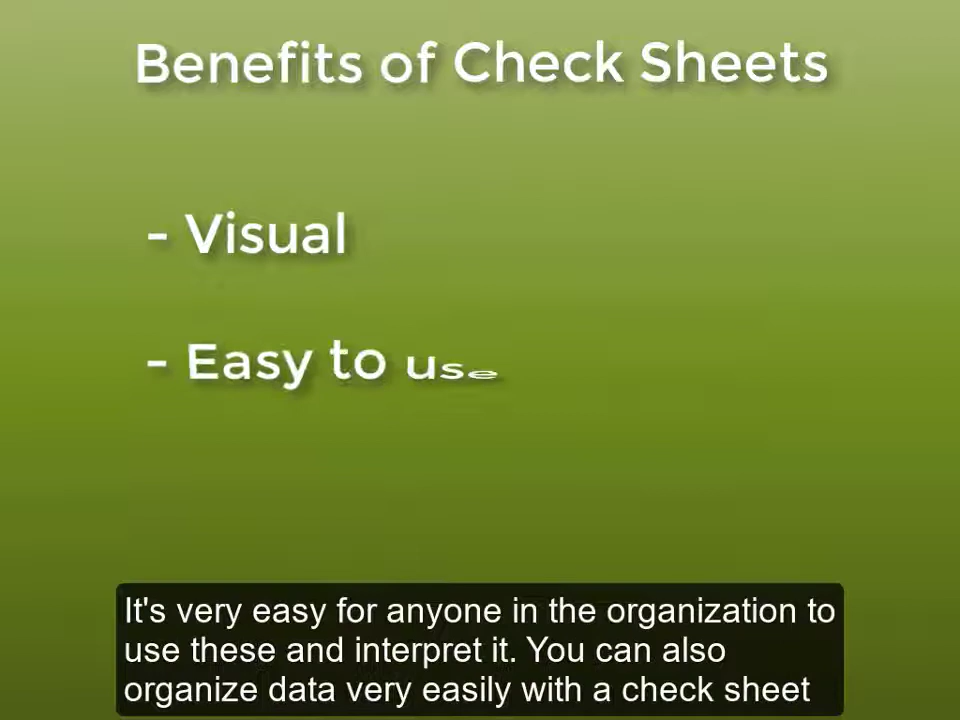 Benefits of Check Sheets
- Visual
- Easy to use
It's very easy for anyone in the organization to
use these and interpret it. You can also
organize data very easily with a check sheet